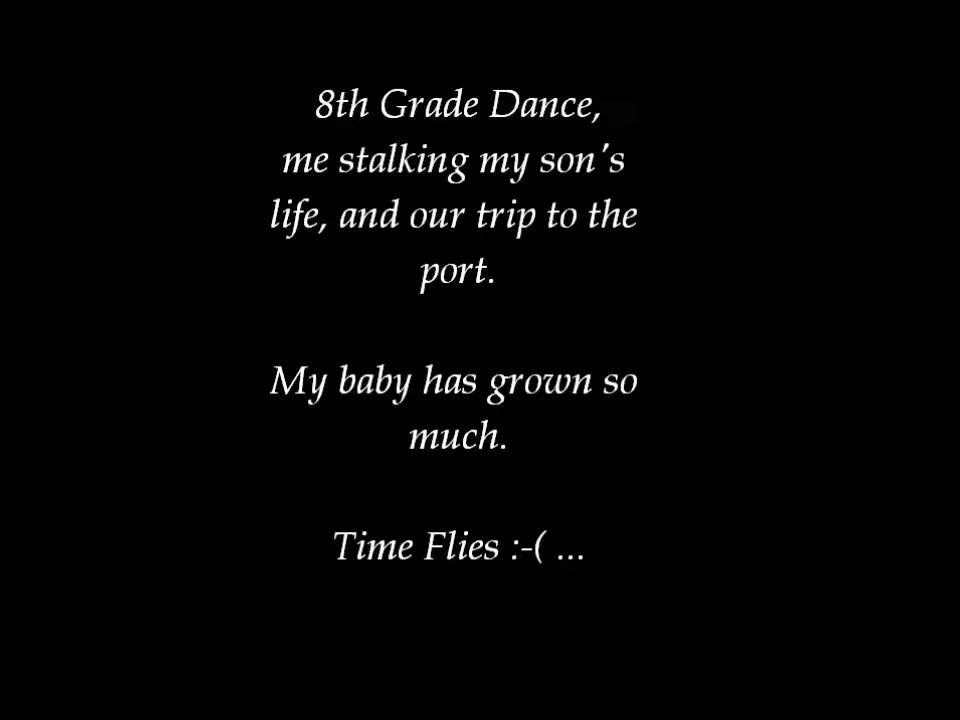 8th Grade Dance,
me stalking my son's
life, and our trip to the
port.
My baby has grown so
much.
Time Flies :-( ...